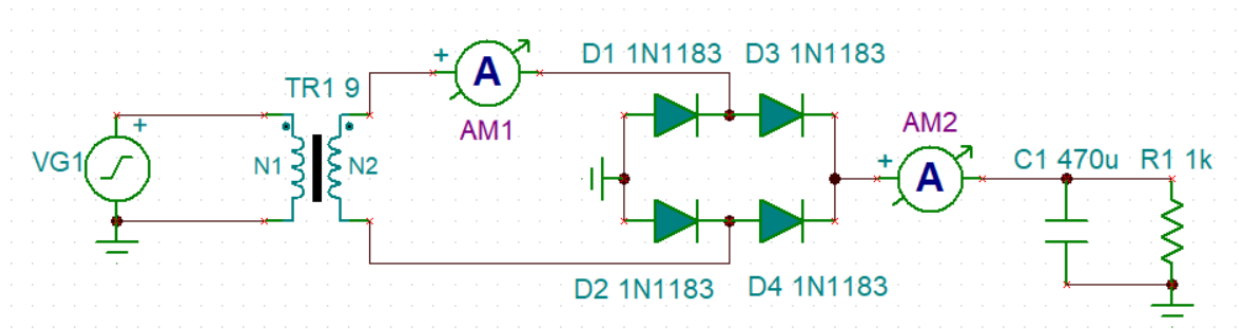 D1 1N1183 D3 1N1183
+
A
TR1 9
AM1
AM2
+
VG1
N1
N2
+
A
C1 470u
R1 1k
D2 1N1183
D4 1N1183